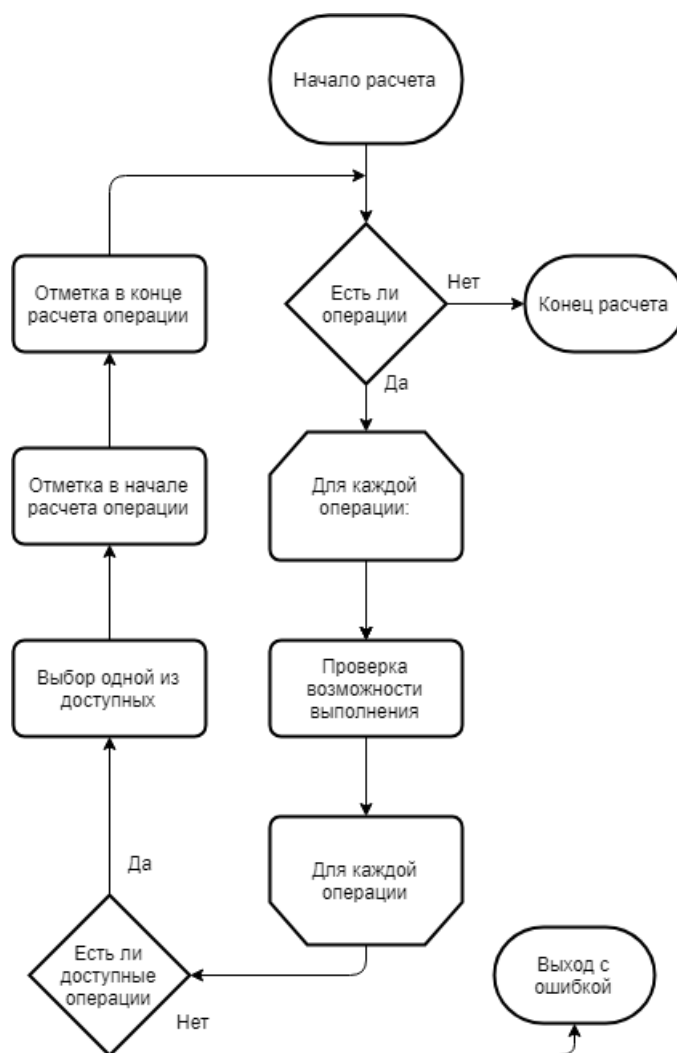 Начало расчета
Есть ли
операции
Нет
Конец расчета
Да
Для каждой
операции:
Проверка
возможности
выполнения
Для каждой
операции
Есть ли
доступные
операции
Да
Нет
Выбор одной из
доступных
Отметка в начале
расчета операции
Отметка в конце
расчета операции
Выход с
ошибкой